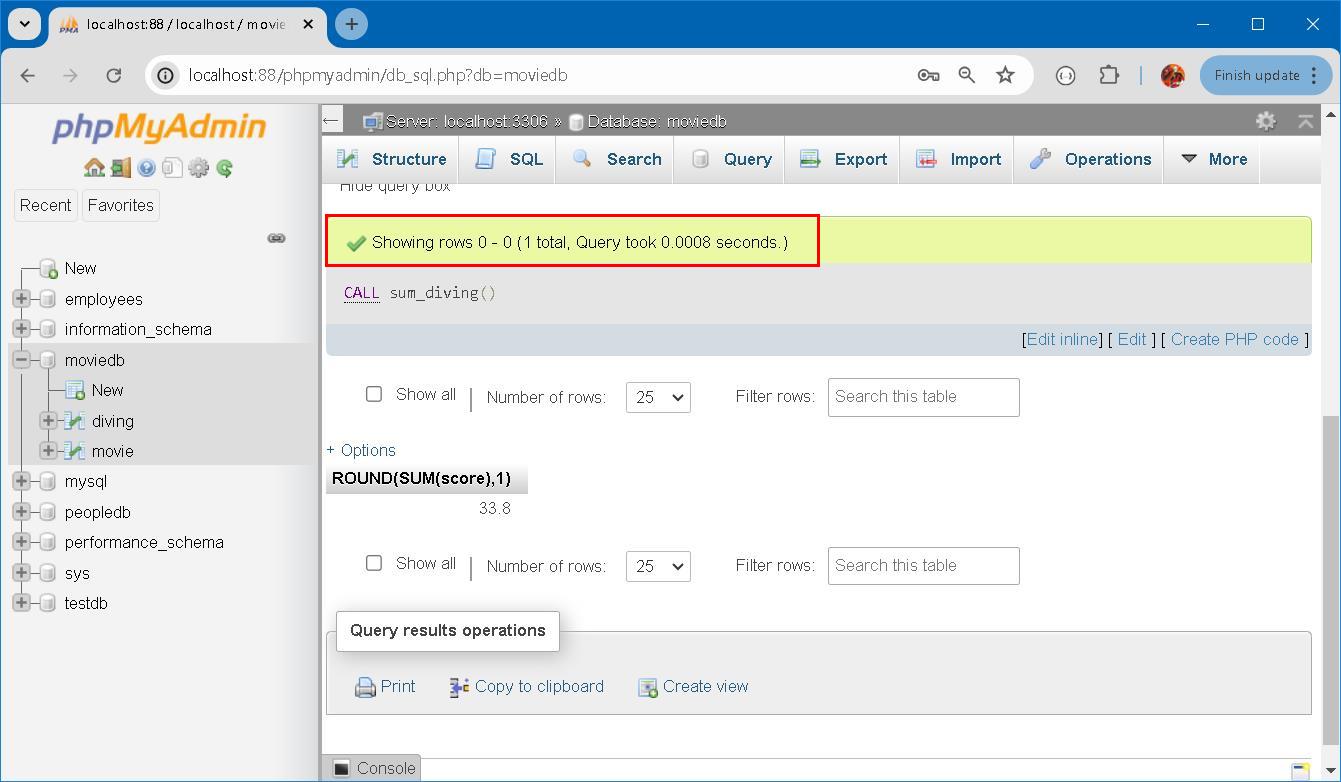 localhost:88 / localhost / movie
localhost:88/phpmyadmin/db_sql.php?db=moviedb
Finish update
phpMyAdmin
Recent
Favorites
New
employees
information_schema
moviedb
New
diving
movie
mysql
peopledb
performance_schema
sys
testdb
Server: localhost:3306 » Database: moviedb
Structure SQL Search Query Export Import Operations More
Hide query box
Showing rows 0 - 0 (1 total, Query took 0.0008 seconds.)
CALL sum_diving()
[Edit inline] [ Edit ] [ Create PHP code ]
Show all | Number of rows: 25 Filter rows: Search this table
+ Options
ROUND(SUM(score),1)
33.8
Show all | Number of rows: 25 Filter rows: Search this table
Query results operations
Print Copy to clipboard Create view
Console